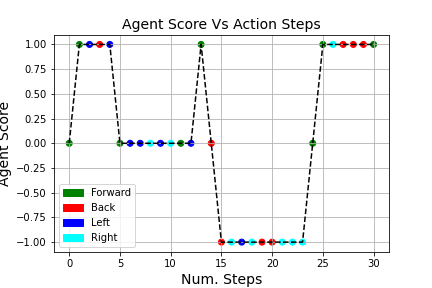 Agent Score Vs Action Steps
1.00
0.75
0.50
0.25
0.00
−0.25
−0.50
−0.75
−1.00
Agent Score
Forward
Back
Left
Right
0 5 10 15 20 25 30
Num. Steps